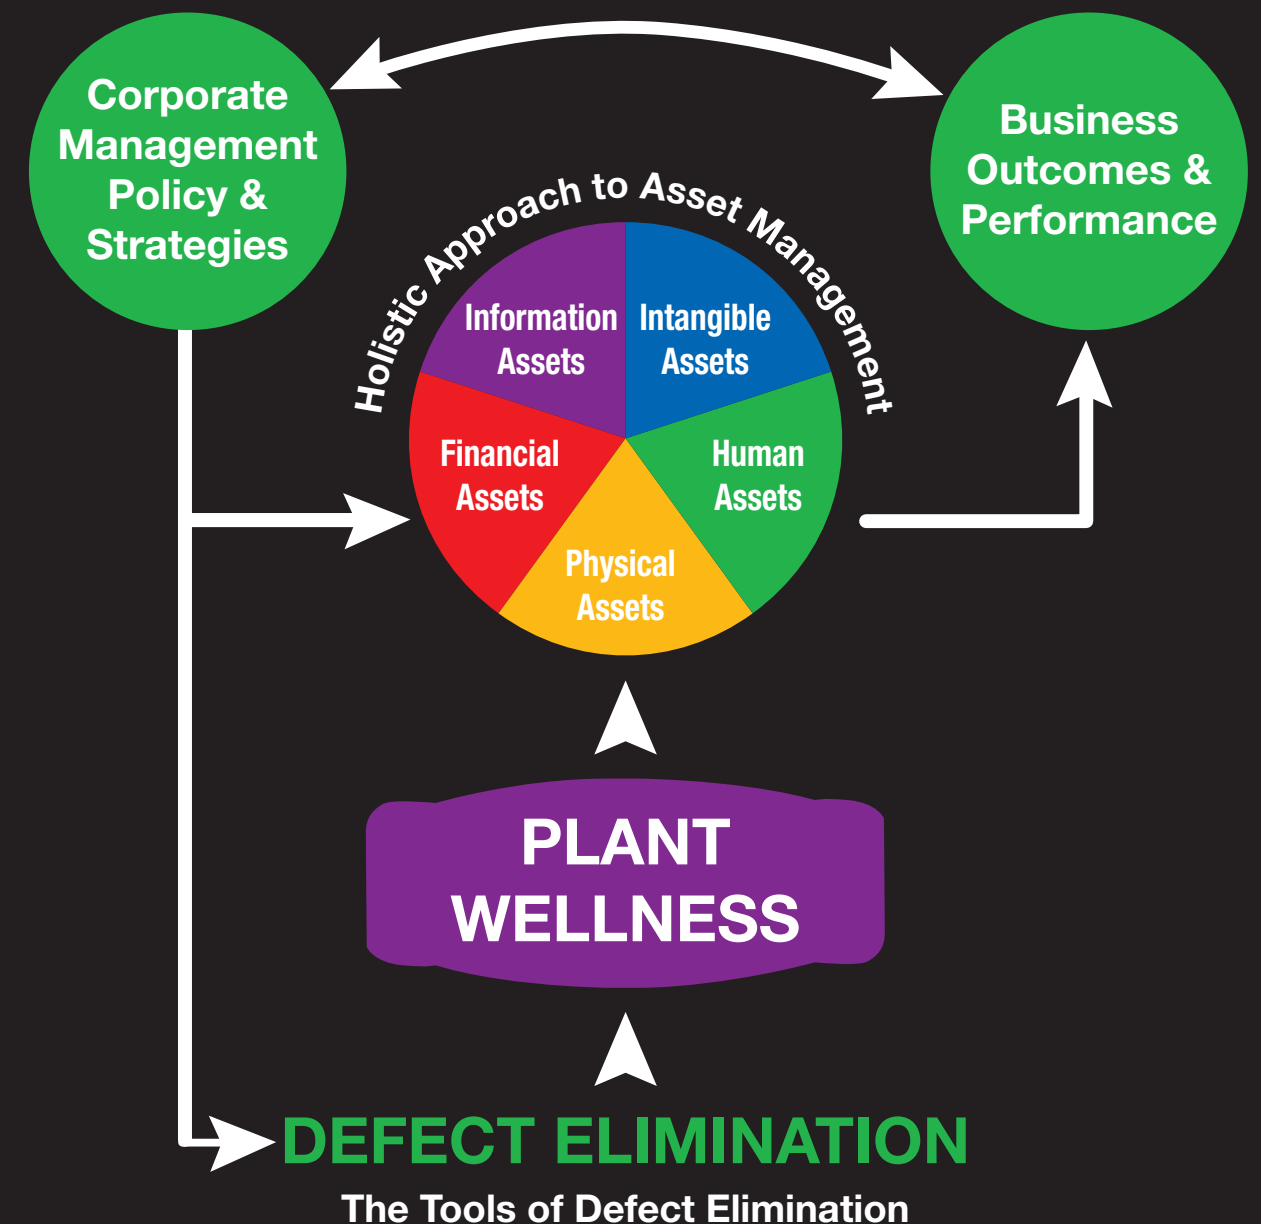 Corporate
Management
Policy &
Strategies
Business
Outcomes &
Performance
Holistic Approach to Asset Management
Information
Assets
Intangible
Assets
Financial
Assets
Human
Assets
Physical
Assets
PLANT
WELLNESS
DEFECT ELIMINATION
The Tools of Defect Elimination